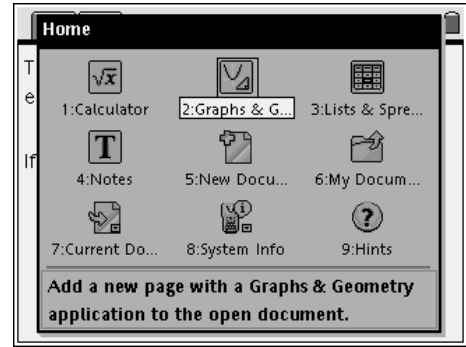 Home
T
e
If
√x
1:Calculator
2:Graphs & G...
3:Lists & Spre...
T
4:Notes
5:New Docu...
6:My Docum...
7:Current Do...
8:System Info
9:Hints
?
Add a new page with a Graphs & Geometry
application to the open document.